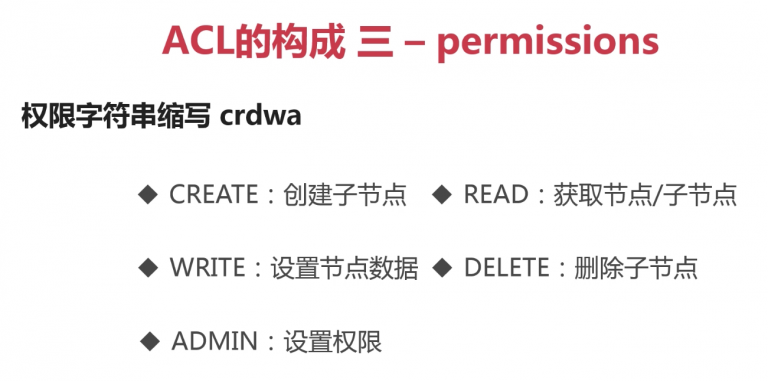 ACL的构成 三 – permissions
权限字符串缩写 crdwa
◆ CREATE：创建子节点 ◆ READ：获取节点/子节点
◆ WRITE：设置节点数据 ◆ DELETE：删除子节点
◆ ADMIN：设置权限